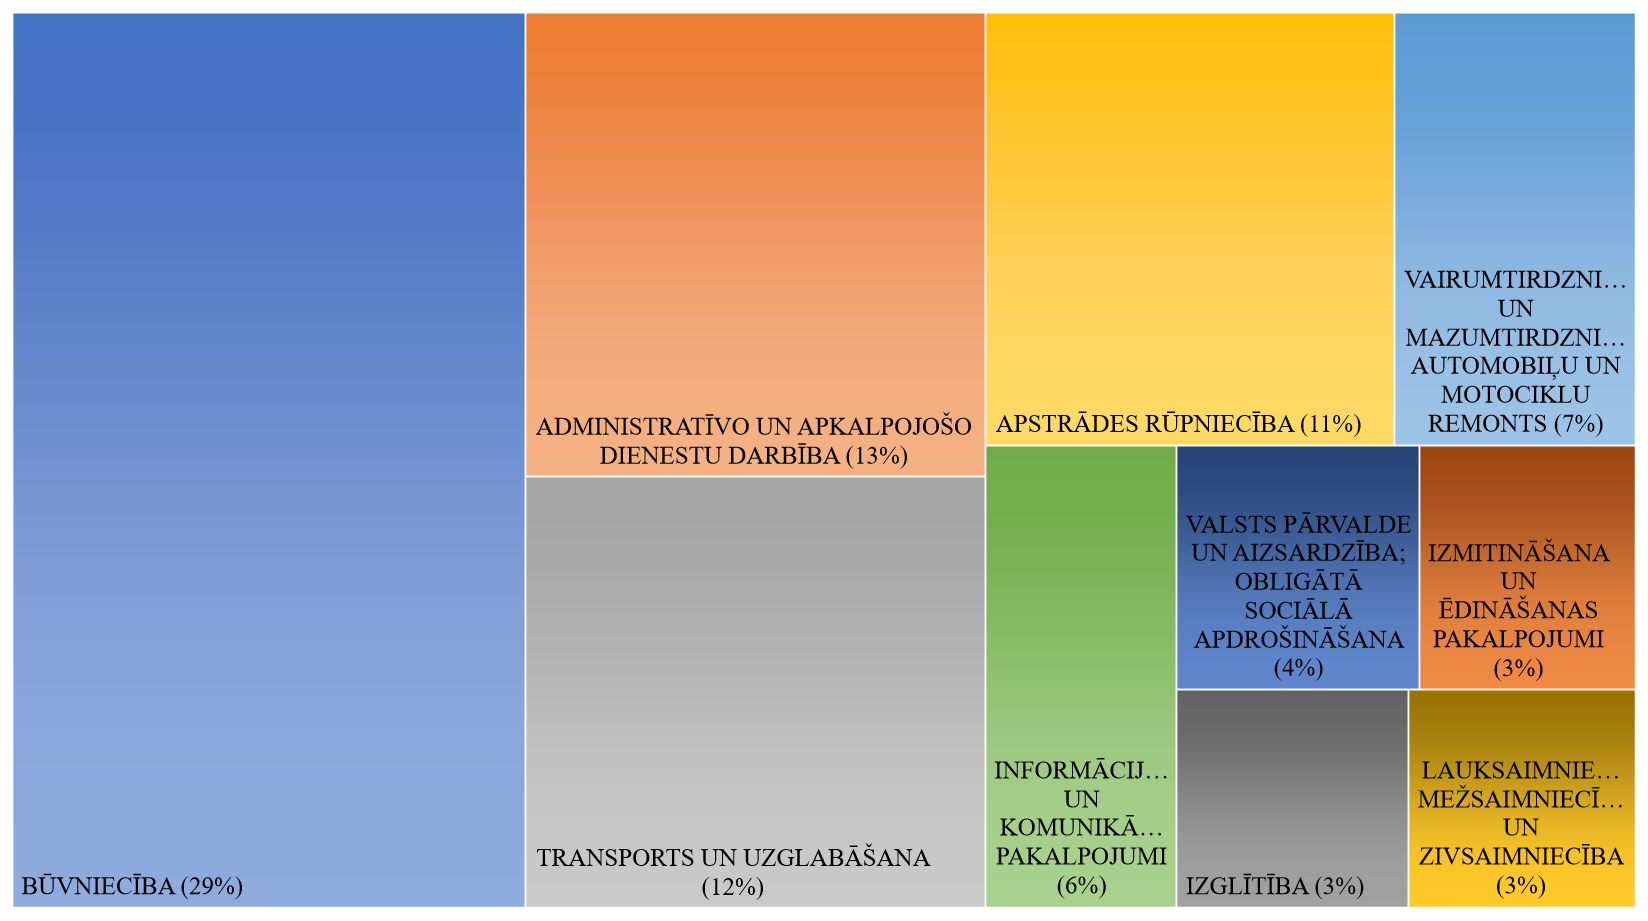 BŪVNIECĪBA (29%)
ADMINISTRATĪVO UN APKALPOJOŠO
DIENESTU DARBĪBA (13%)
TRANSPORTS UN UZGLABĀŠANA
(12%)
APSTRĀDES RŪPNIECĪBA (11%)
VAIRUMTIRDZNI…
UN
MAZUMTIRDZNI…
AUTOMOBIĻU UN
MOTOCIKLU
REMONTS (7%)
INFORMĀCIJ…
UN
KOMUNIKĀ…
PAKALPOJUMI
(6%)
VALSTS PĀRVALDE
UN AIZSARDZĪBA;
OBLIGĀTĀ
SOCIĀLĀ
APDROŠINĀŠANA
(4%)
IZMITINĀŠANA
UN
ĒDINĀŠANAS
PAKALPOJUMI
(3%)
IZGLĪTĪBA (3%)
LAUKSAIMNIE…
MEŽSAIMNIECĪ…
UN
ZIVSAIMNIECĪBA
(3%)